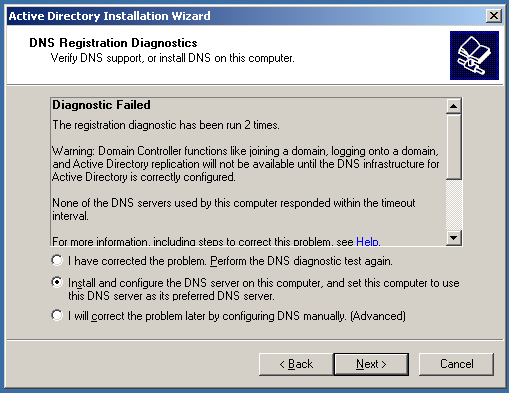 Active Directory Installation Wizard
DNS Registration Diagnostics
Verify DNS support, or install DNS on this computer.
Diagnostic Failed
The registration diagnostic has been run 2 times.
Warning: Domain Controller functions like joining a domain, logging onto a domain,
and Active Directory replication will not be available until the DNS infrastructure for
Active Directory is correctly configured.
None of the DNS servers used by this computer responded within the timeout
interval.
For more information, including steps to correct this problem, see Help.
I have corrected the problem. Perform the DNS diagnostic test again.
Install and configure the DNS server on this computer, and set this computer to use
this DNS server as its preferred DNS server.
I will correct the problem later by configuring DNS manually. (Advanced)
< Back
Next >
Cancel